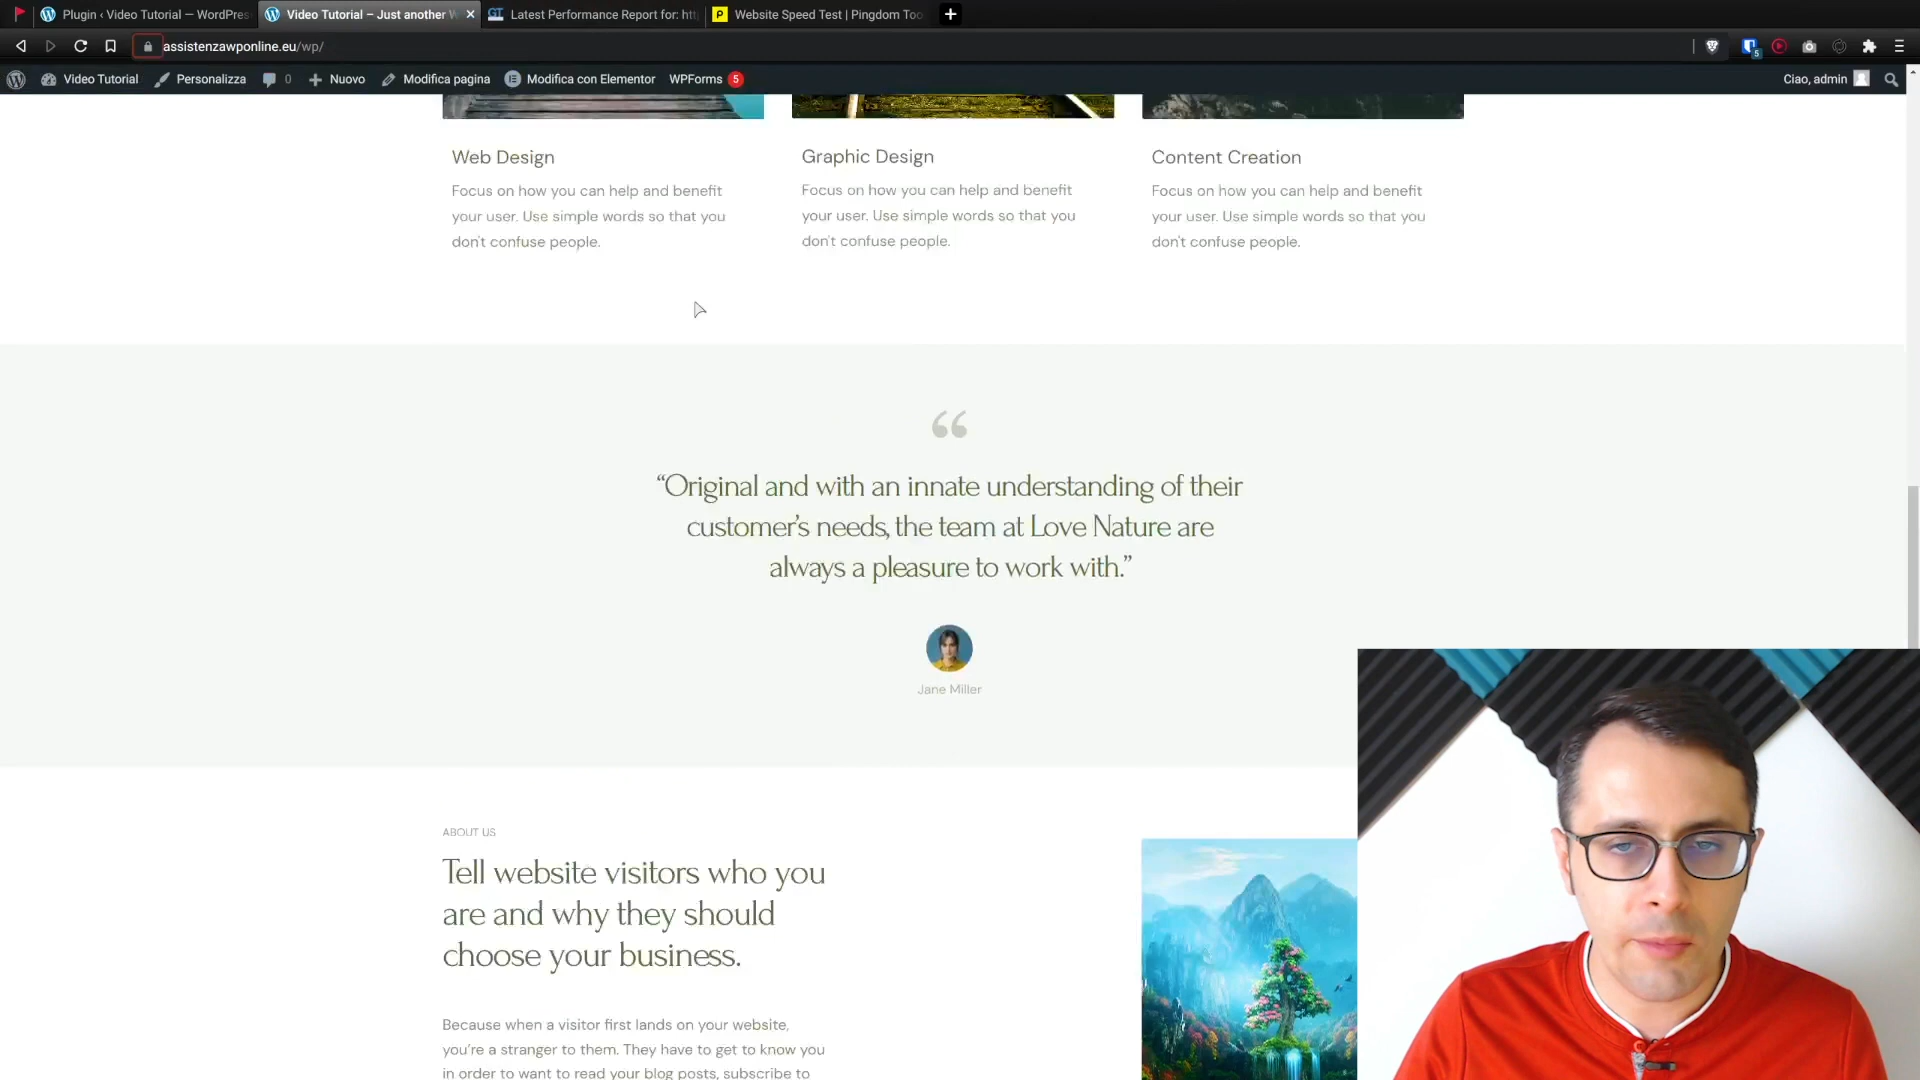 Plugin ‹ Video Tutorial — WordPres
Video Tutorial – Just another W
Latest Performance Report for: htt
Website Speed Test | Pingdom Too
assistenzawponline.eu/wp/
5
Video Tutorial
Personalizza
0
Nuovo
Modifica pagina
Modifica con Elementor
WPForms 5
Ciao, admin
Web Design
Focus on how you can help and benefit
your user. Use simple words so that you
don't confuse people.
Graphic Design
Focus on how you can help and benefit
your user. Use simple words so that you
don't confuse people.
Content Creation
Focus on how you can help and benefit
your user. Use simple words so that you
don't confuse people.
“Original and with an innate understanding of their
customer’s needs, the team at Love Nature are
always a pleasure to work with.”
Jane Miller
ABOUT US
Tell website visitors who you
are and why they should
choose your business.
Because when a visitor first lands on your website,
you’re a stranger to them. They have to get to know you
in order to want to read your blog posts, subscribe to